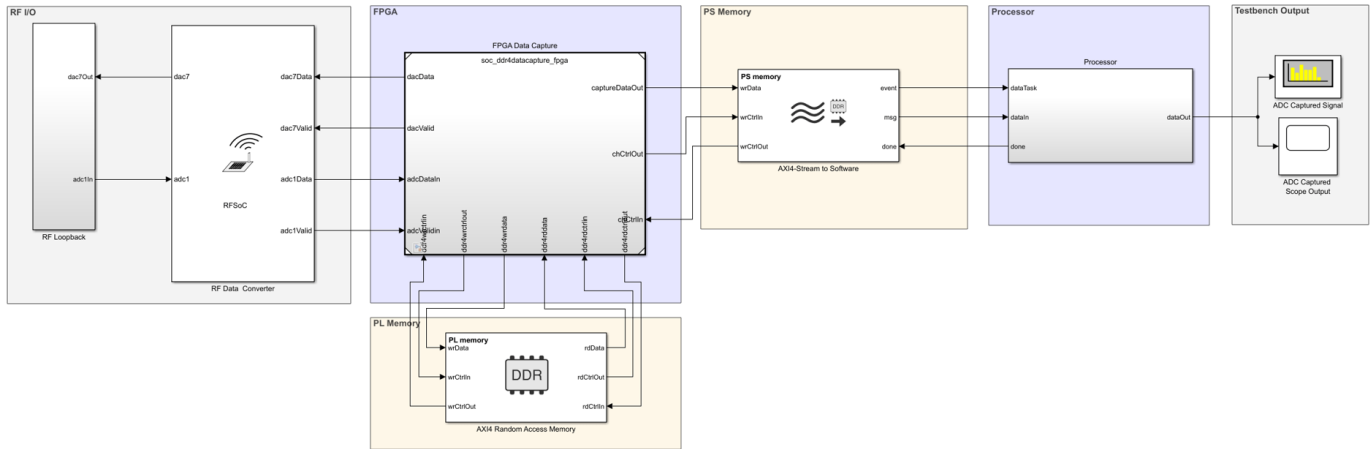 RF I/O
dac7Out
adc1In
RF Loopback
dac7
adc1
dac7Data
dac7Valid
adc1Data
adc1Valid
RFSoC
RF Data Converter
FPGA
FPGA Data Capture
soc_ddr4datacapture_fpga
dacData
dacValid
adcDataIn
adcValidIn
captureDataOut
chCtrlOut
chCtrlIn
ddr4wrctrlin
ddr4wrctrlout
ddr4wrdata
ddr4rddata
ddr4rdctrlin
ddr4rdctrlout
PL Memory
PL memory
wrData
wrCtrlIn
wrCtrlOut
DDR
rdData
rdCtrlOut
rdCtrlIn
AXI4 Random Access Memory
PS Memory
PS memory
wrData
wrCtrlIn
wrCtrlOut
DDR
event
msg
done
AXI4-Stream to Software
Processor
Processor
dataTask
dataIn
done
dataOut
Testbench Output
ADC Captured Signal
ADC Captured
Scope Output